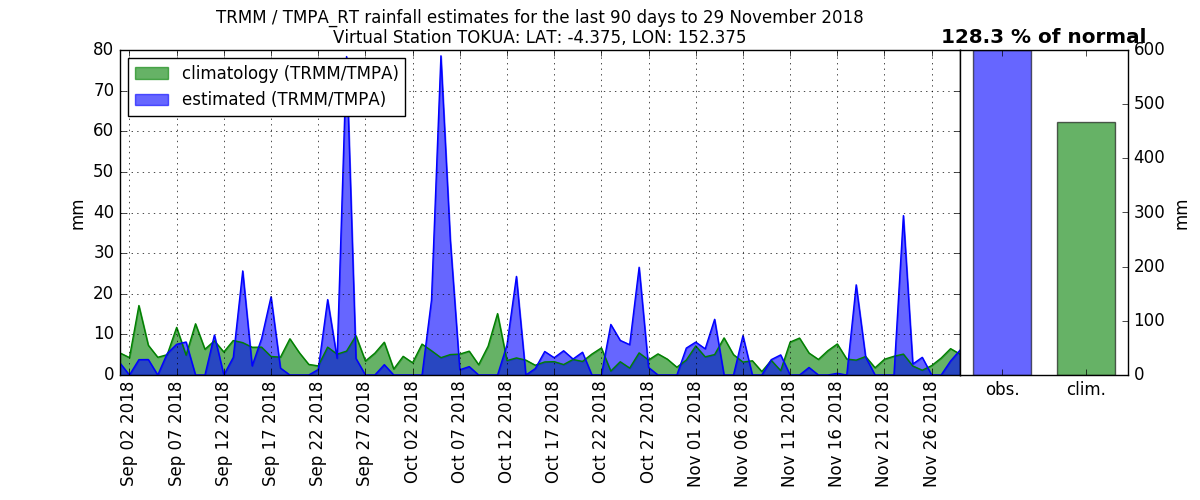 TRMM / TMPA_RT rainfall estimates for the last 90 days to 29 November 2018
Virtual Station TOKUA: LAT: -4.375, LON: 152.375
128.3 % of normal
climatology (TRMM/TMPA)
estimated (TRMM/TMPA)
mm
80
70
60
50
40
30
20
10
0
Sep 02 2018
Sep 07 2018
Sep 12 2018
Sep 17 2018
Sep 22 2018
Sep 27 2018
Oct 02 2018
Oct 07 2018
Oct 12 2018
Oct 17 2018
Oct 22 2018
Oct 27 2018
Nov 01 2018
Nov 06 2018
Nov 11 2018
Nov 16 2018
Nov 21 2018
Nov 26 2018
obs.
clim.
600
500
400
300
200
100
0
mm